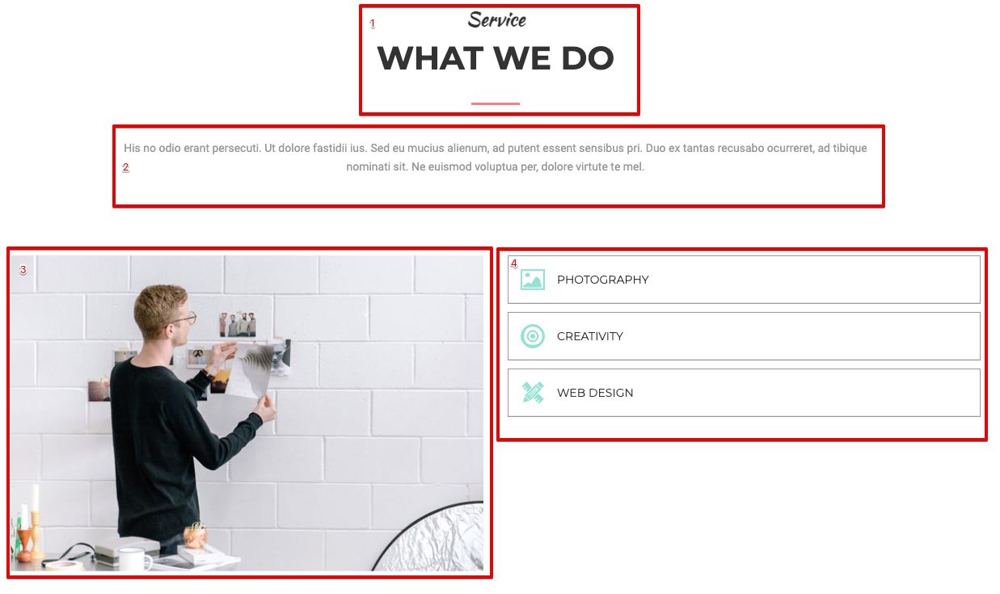 1
Service
WHAT WE DO
His no odio erant persecuti. Ut dolore fastidii ius. Sed eu mucius alienum, ad putent essent sensibus pri. Duo ex tantas recusabo ocurreret, ad tibique
2
nominati sit. Ne euismod voluptua per, dolore virtute te mel.
3
4
PHOTOGRAPHY
CREATIVITY
WEB DESIGN